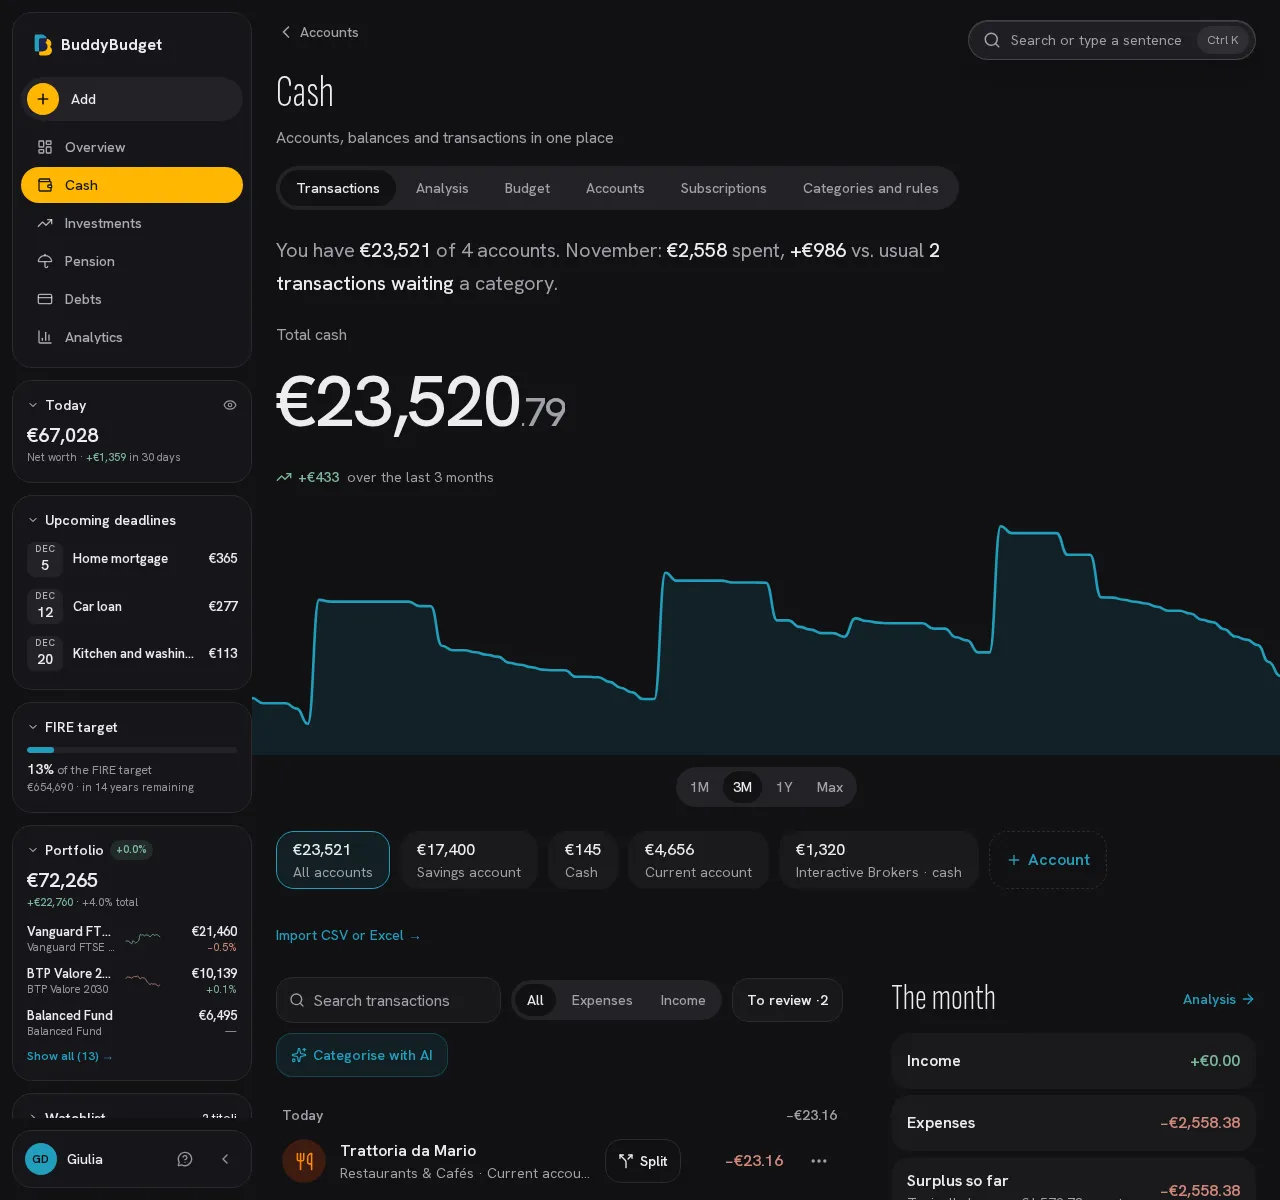 BuddyBudget
Add
Overview
Cash
Investments
Pension
Debts
Analytics
Today
€67,028
Net worth · +€1,359 in 30 days
Upcoming deadlines
DEC
5
Home mortgage
€365
DEC
12
Car loan
€277
DEC
20
Kitchen and washin...
€113
FIRE target
13% of the FIRE target
€654,690 · in 14 years remaining
Portfolio
+0.0%
€72,265
+€22,760 · +4.0% total
Vanguard FT...
€21,460
Vanguard FTSE ...
−0.5%
BTP Valore 2...
€10,139
BTP Valore 2030
+0.1%
Balanced Fund
€6,495
Balanced Fund
—
Show all (13) →
Watchlist
2 titoli
GD
Giulia
Accounts
Search or type a sentence
Ctrl K
Cash
Accounts, balances and transactions in one place
Transactions
Analysis
Budget
Accounts
Subscriptions
Categories and rules
You have €23,521 of 4 accounts. November: €2,558 spent, +€986 vs. usual 2
transactions waiting a category.
Total cash
€23,520.79
+€433 over the last 3 months
1M
3M
1Y
Max
€23,521
All accounts
€17,400
Savings account
€145
Cash
€4,656
Current account
€1,320
Interactive Brokers · cash
+ Account
Import CSV or Excel →
Search transactions
All
Expenses
Income
To review ·2
Categorise with AI
Today
−€23.16
Trattoria da Mario
Restaurants & Cafés · Current accou...
Split
−€23.16
The month
Analysis →
Income
+€0.00
Expenses
−€2,558.38
Surplus so far
−€2,558.38